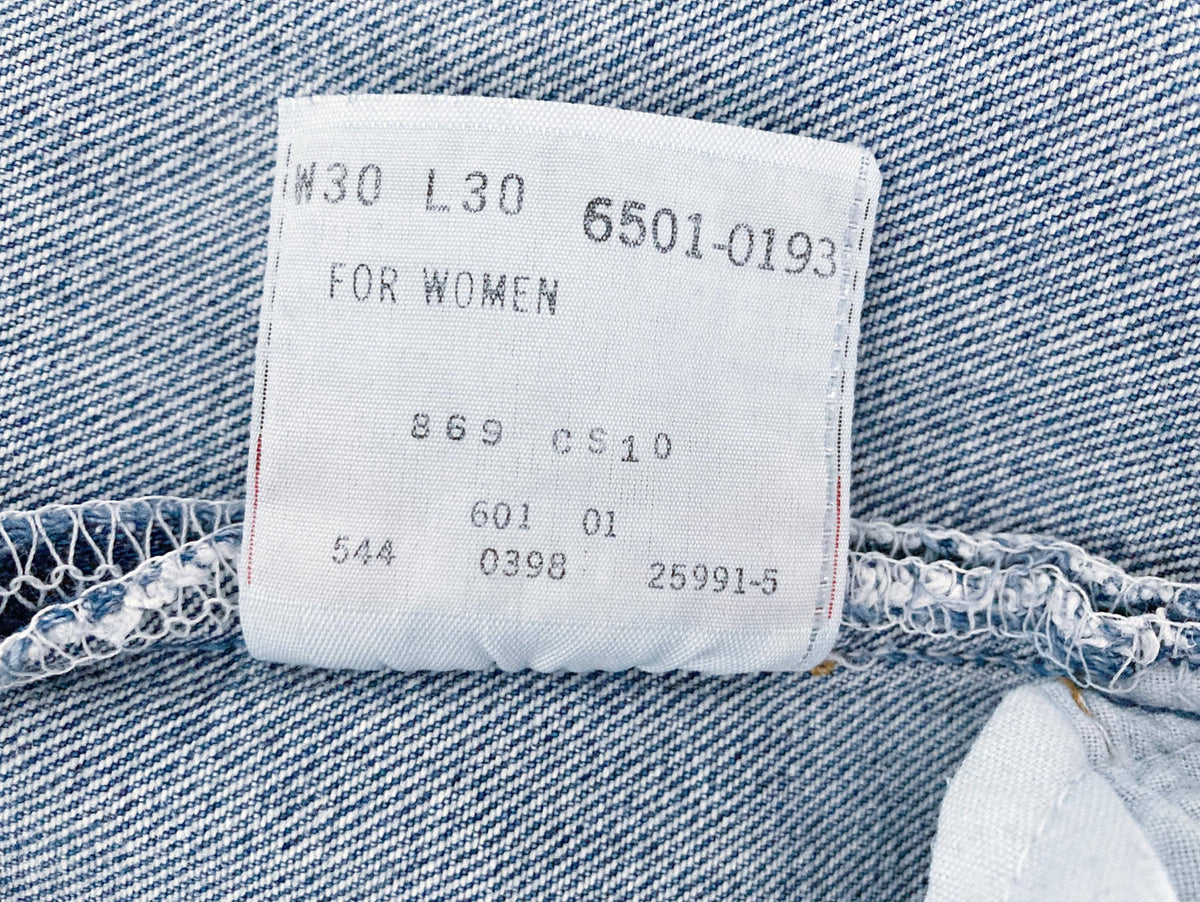 W30 L30 6501-0193
FOR WOMEN
869 CS10
601 01
544 0398 25991-5